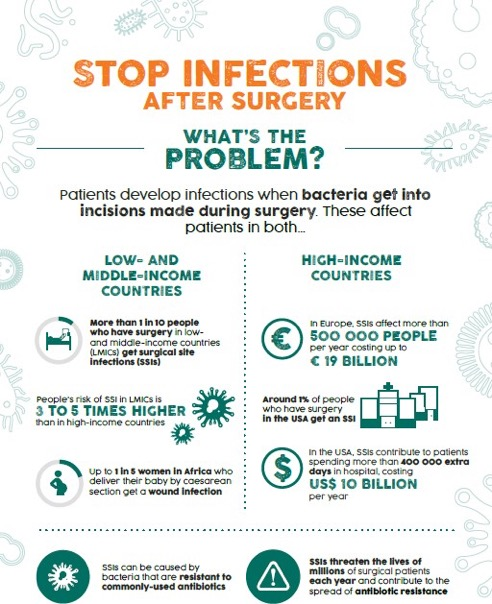 STOP INFECTIONS
AFTER SURGERY
WHAT'S THE
PROBLEM?
Patients develop infections when bacteria get into
incisions made during surgery. These affect
patients in both...
LOW- AND
MIDDLE-INCOME
COUNTRIES
More than 1 in 10 people
who have surgery in low-
and middle-income countries
(LMICs) get surgical site
infections (SSIs)
People's risk of SSI in LMICs is
3 TO 5 TIMES HIGHER
than in high-income countries
Up to 1 in 5 women in Africa who
deliver their baby by caesarean
section get a wound infection
HIGH-INCOME
COUNTRIES
€
In Europe, SSIs affect more than
500 000 PEOPLE
per year costing up to
€ 19 BILLION
Around 1% of people
who have surgery
in the USA get an SSI
$
In the USA, SSIs contribute to patients
spending more than 400 000 extra
days in hospital, costing
US$ 10 BILLION
per year
SSIs can be caused by
bacteria that are resistant to
commonly-used antibiotics
SSIs threaten the lives of
millions of surgical patients
each year and contribute to the
spread of antibiotic resistance